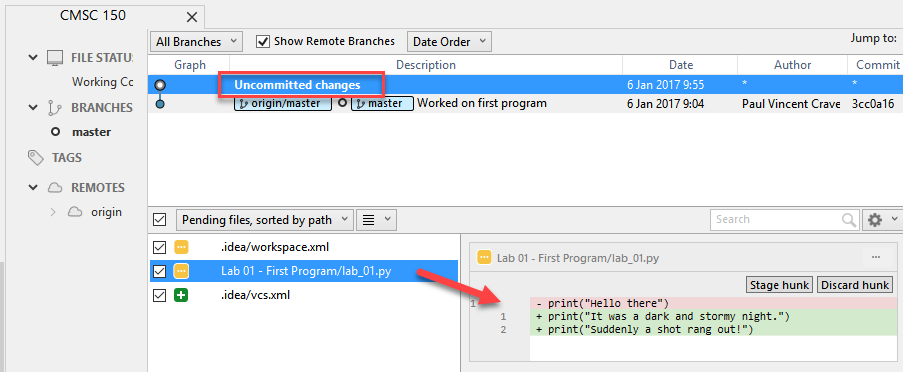 CMSC 150
FILE STATUS
Working Co
BRANCHES
master
TAGS
REMOTES
origin
All Branches
Show Remote Branches
Date Order
Jump to:
Graph Description Date Author Commit
Uncommitted changes 6 Jan 2017 9:55 * *
origin/master master Worked on first program 6 Jan 2017 9:04 Paul Vincent Crave 3cc0a16
Pending files, sorted by path
Search
.idea/workspace.xml
Lab 01 - First Program/lab_01.py
.idea/vcs.xml
Lab 01 - First Program/lab_01.py
Stage hunk Discard hunk
1 - print("Hello there")
1 + print("It was a dark and stormy night.")
2 + print("Suddenly a shot rang out!")